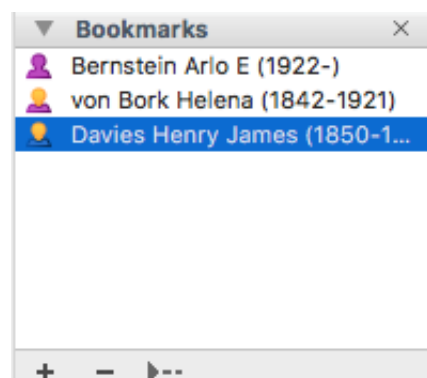 Bookmarks
Bernstein Arlo E (1922-)
von Bork Helena (1842-1921)
Davies Henry James (1850-1...